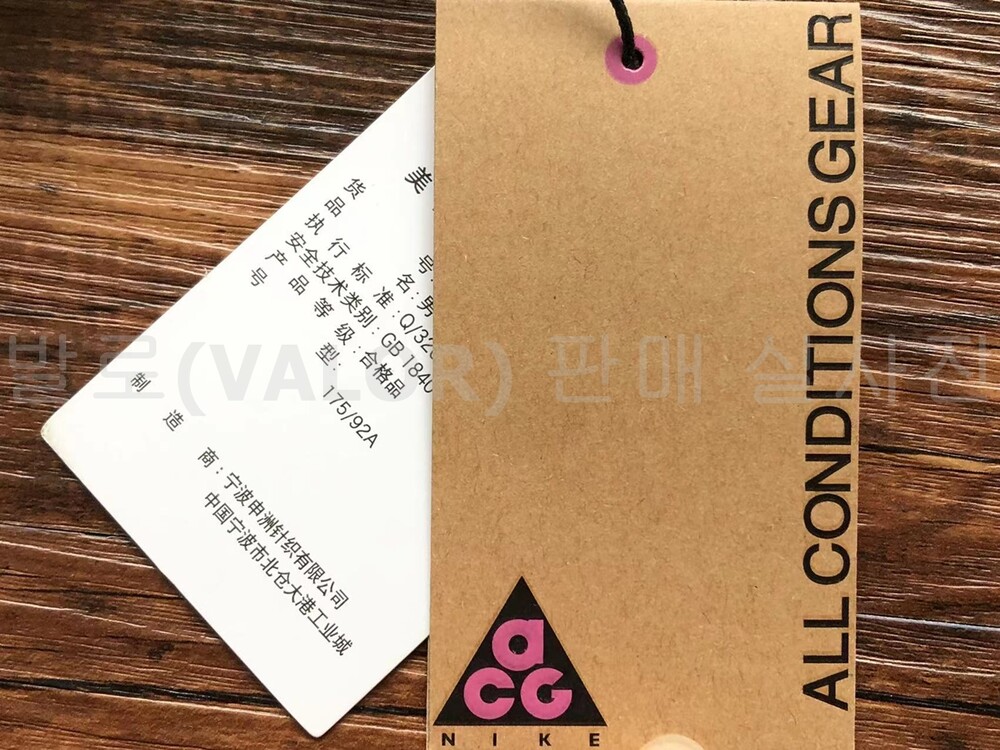 美
货 号
品 名:男
执行标准:Q/32
安全技术类别:GB 1840
产品等级:合格品
号 型: 175/92A
制造商:宁波申洲针织有限公司
中国宁波市北仓大港工业城
ALL CONDITIONS GEAR
acG
NIKE
발로(VALOR) 판매 실사진